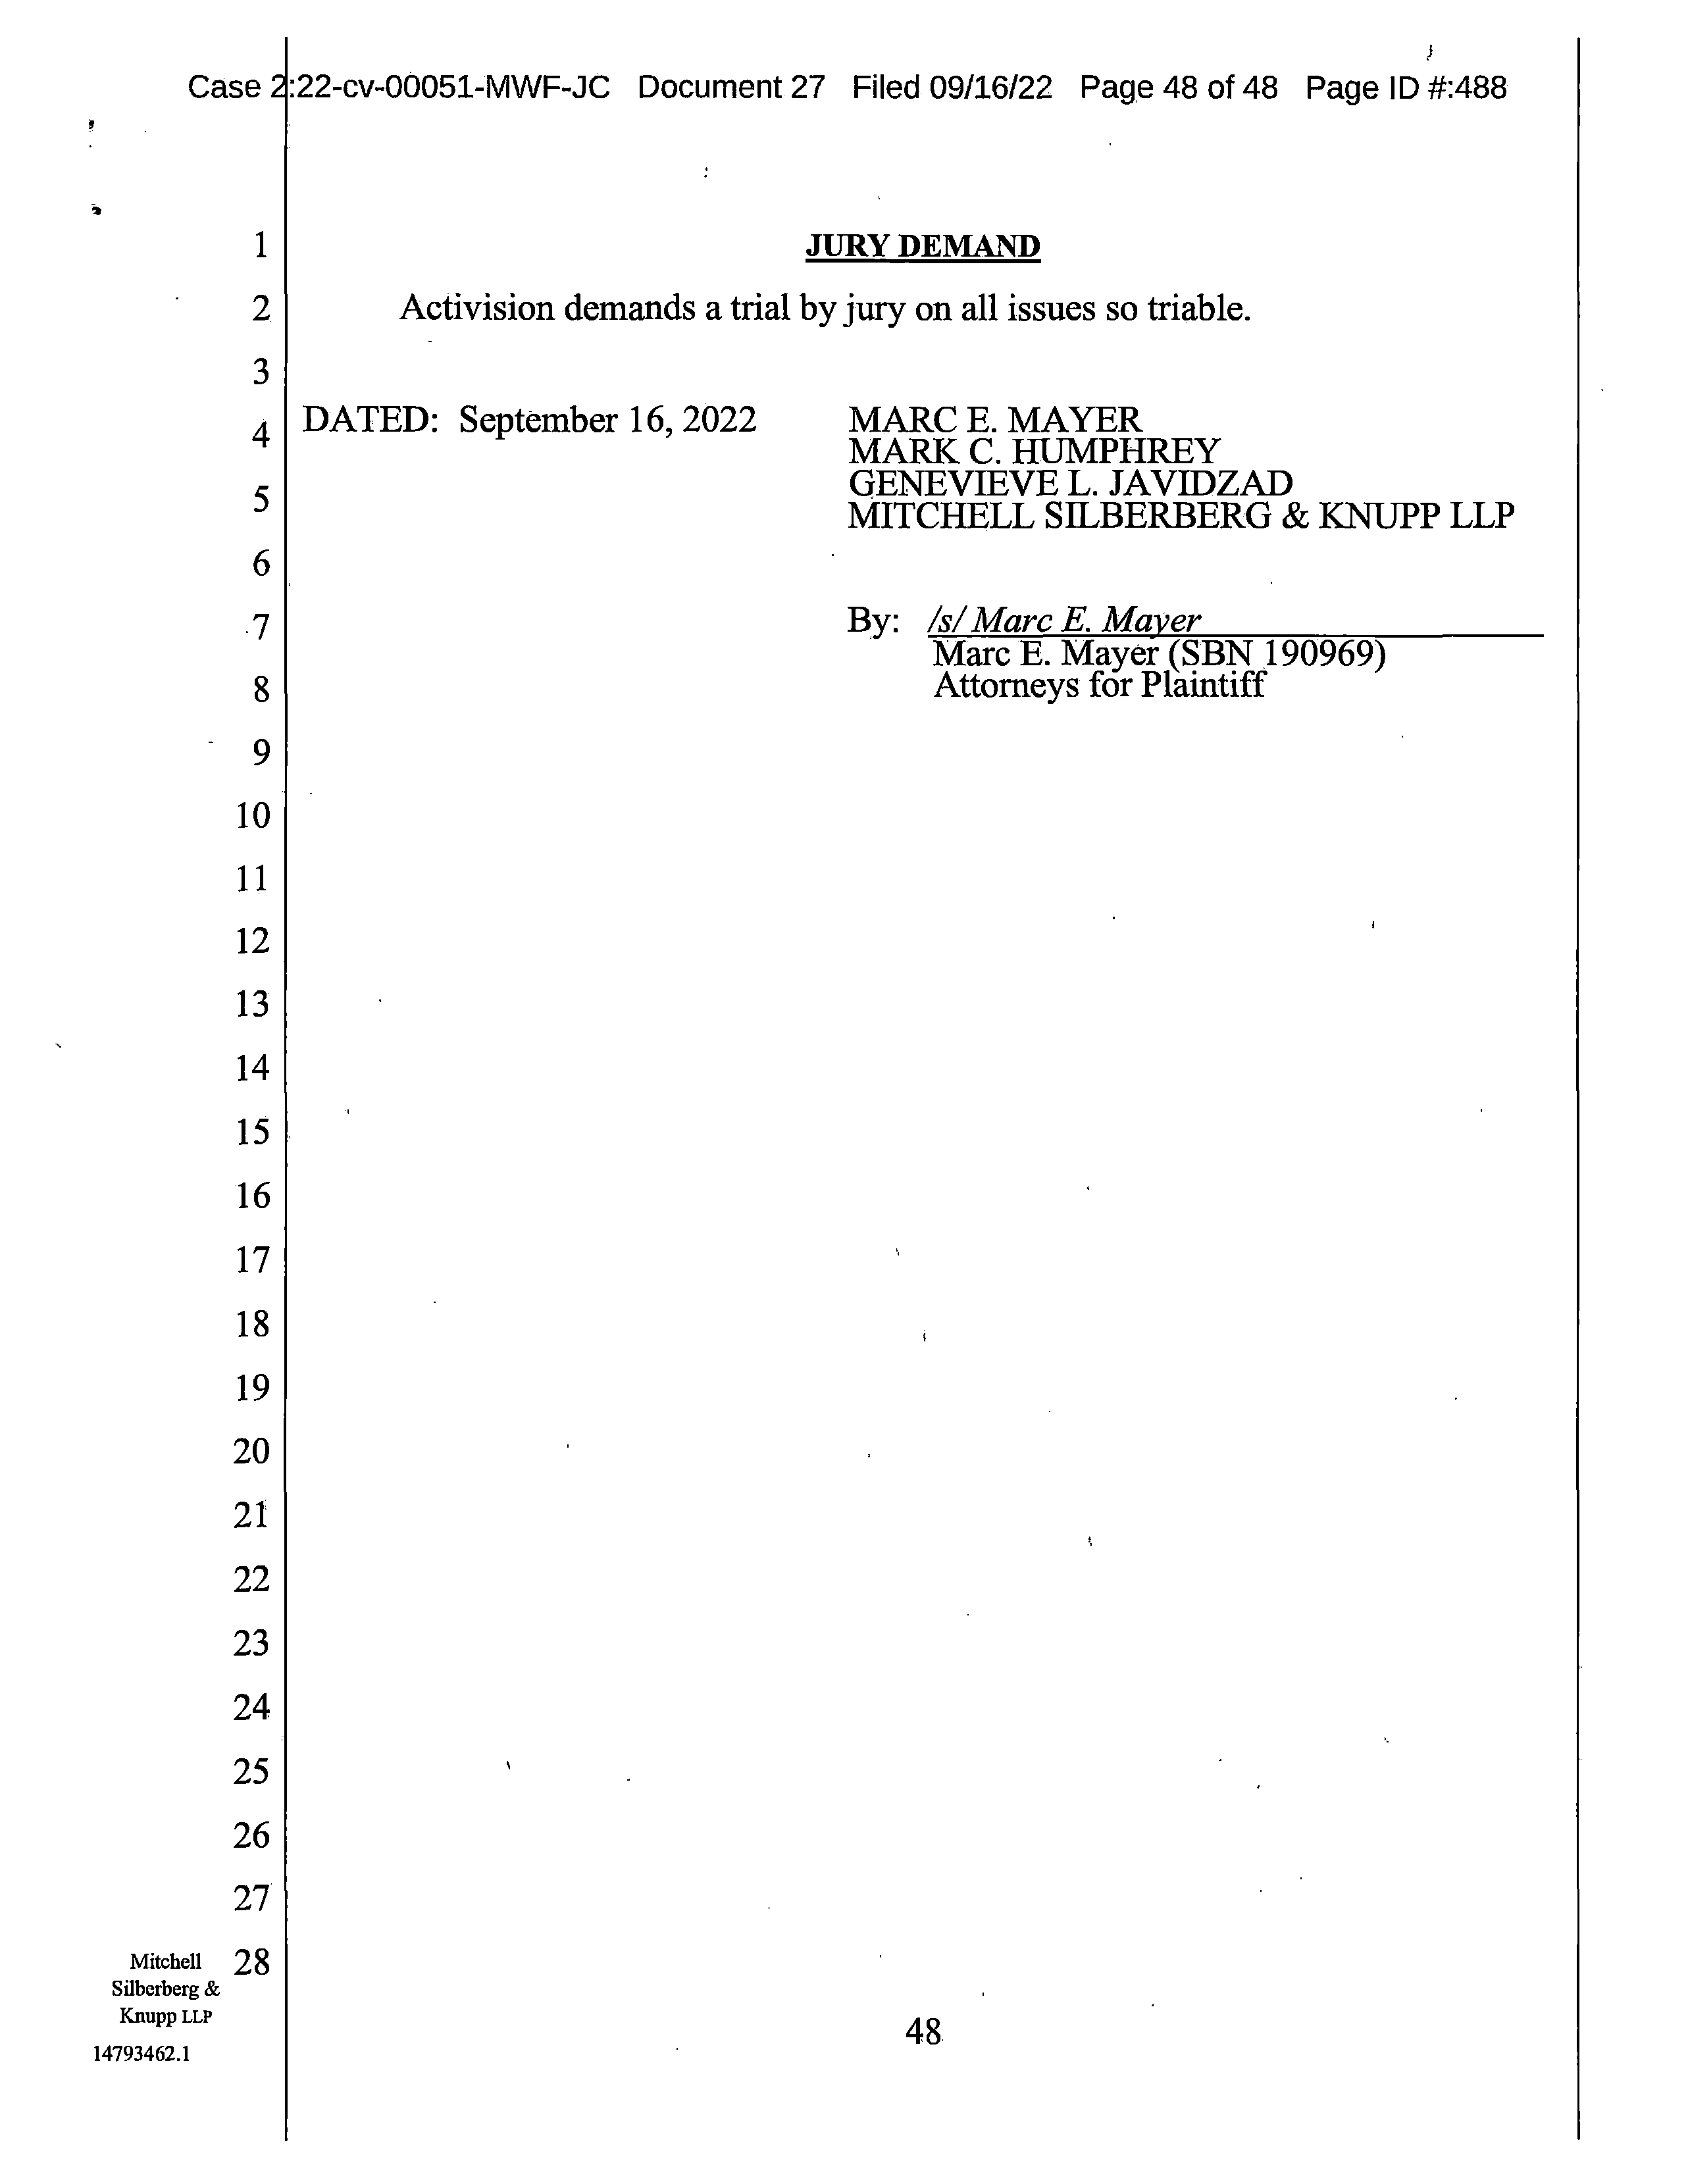 Case 2:22-cv-00051-MWF-JC Document 27 Filed 09/16/22 Page 48 of 48 Page ID #:488
1 JURY DEMAND
2 Activision demands a trial by jury on all issues so triable.
3
4 DATED: September 16, 2022 MARC E. MAYER
MARK C. HUMPHREY
5 GENEVIEVE L. JAVIDZAD
MITCHELL SILBERBERG & KNUPP LLP
6
7 By: /s/ Marc E. Mayer
Marc E. Mayer (SBN 190969)
8 Attorneys for Plaintiff
9
10
11
12
13
14
15
16
17
18
19
20
21
22
23
24
25
26
27
28
Mitchell
Silberberg &
Knupp LLP
48
14793462.1